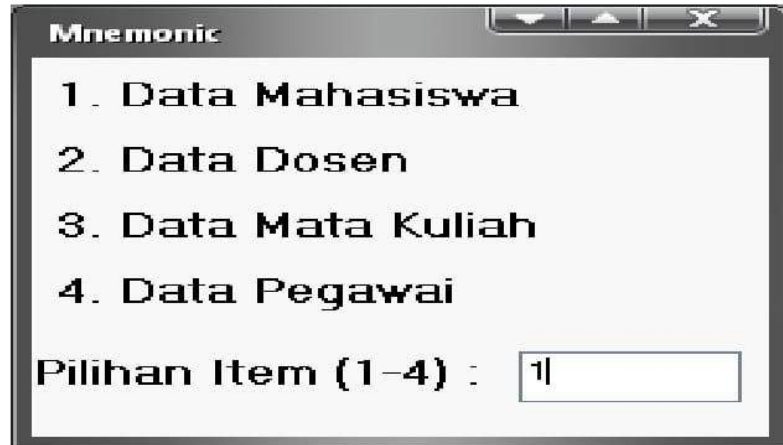 Mnemonic
1. Data Mahasiswa
2. Data Dosen
3. Data Mata Kuliah
4. Data Pegawai
Pilihan Item (1-4) : 1